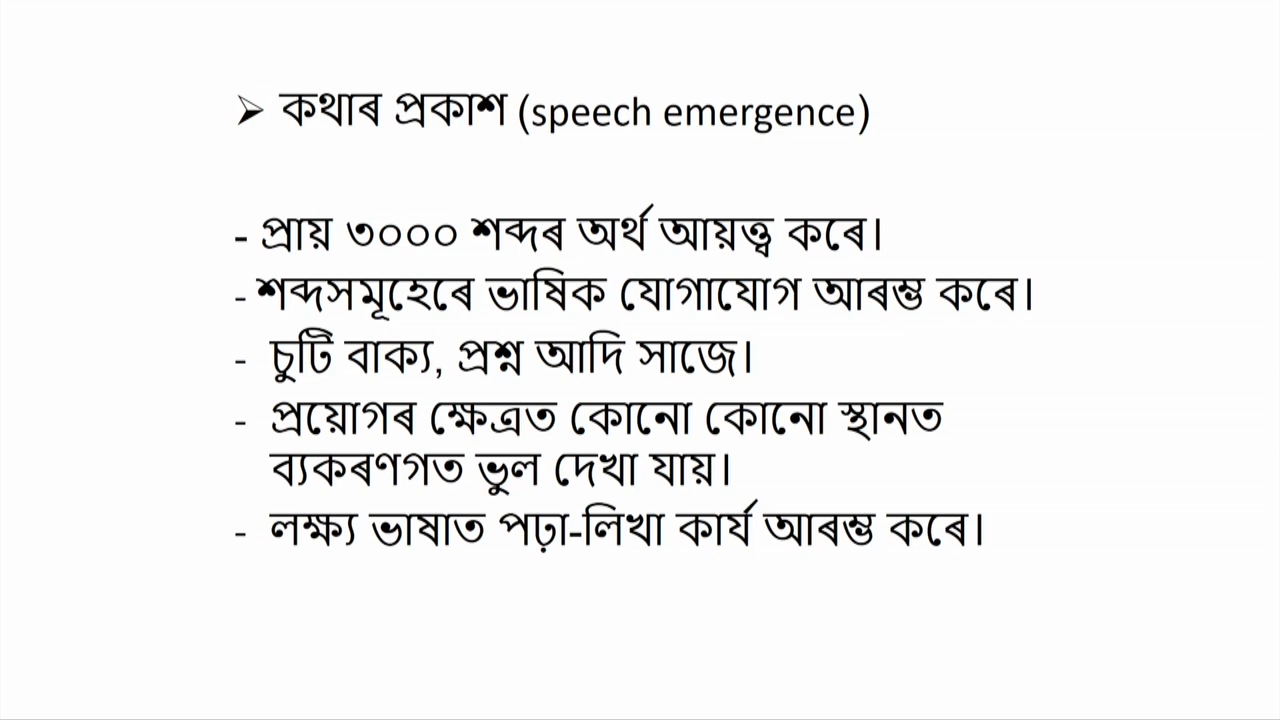 ➢ কথাৰ প্ৰকাশ (speech emergence)
- প্ৰায় ৩০০০ শব্দৰ অৰ্থ আয়ত্ত্ব কৰে।
- শব্দসমূহেৰে ভাষিক যোগাযোগ আৰম্ভ কৰে।
- চুটি বাক্য, প্ৰশ্ন আদি সাজে।
- প্ৰয়োগৰ ক্ষেত্ৰত কোনো কোনো স্থানত
ব্যকৰণগত ভুল দেখা যায়।
- লক্ষ্য ভাষাত পঢ়া-লিখা কাৰ্য আৰম্ভ কৰে।